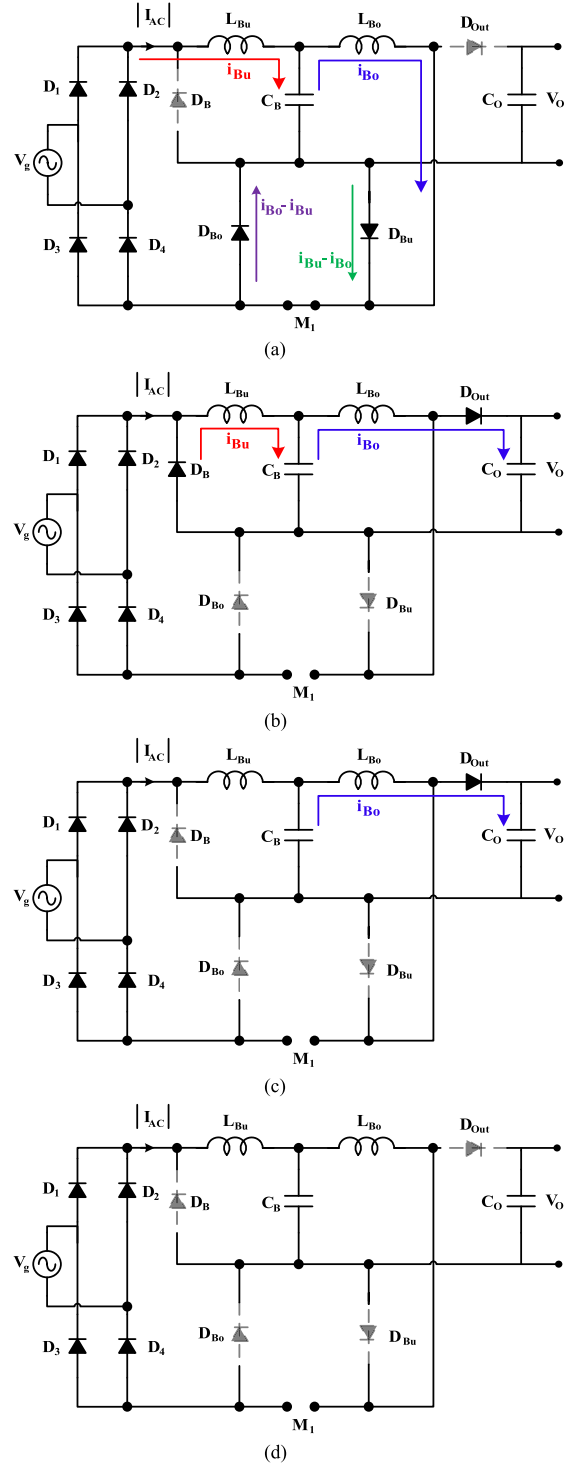 |I_AC| L_Bu L_Bo D_Out
i_Bu i_Bo
D_1 D_2 D_B C_B C_O V_O
V_g
i_Bo-i_Bu
D_3 D_4 D_Bo D_Bu
i_Bu-i_Bo
M_1
(a)
|I_AC| L_Bu L_Bo D_Out
i_Bu i_Bo
D_1 D_2 D_B C_B C_O V_O
V_g
D_3 D_4 D_Bo D_Bu
M_1
(b)
|I_AC| L_Bu L_Bo D_Out
i_Bo
D_1 D_2 D_B C_B C_O V_O
V_g
D_3 D_4 D_Bo D_Bu
M_1
(c)
|I_AC| L_Bu L_Bo D_Out
D_1 D_2 D_B C_B C_O V_O
V_g
D_3 D_4 D_Bo D_Bu
M_1
(d)